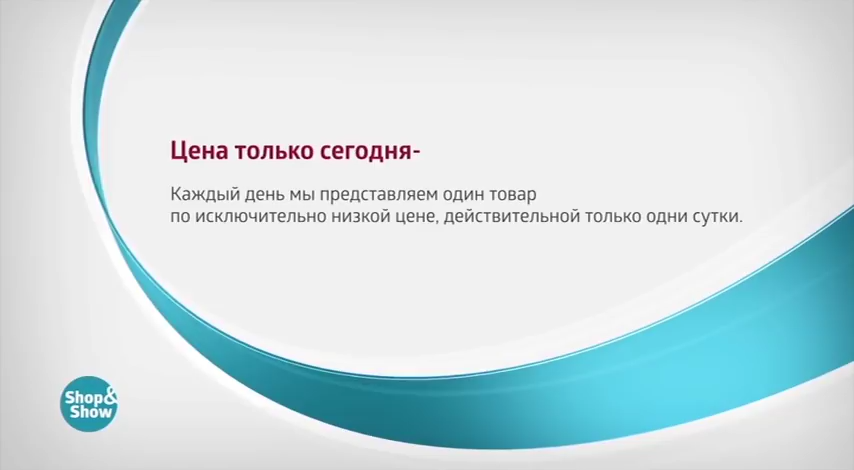 Цена только сегодня-
Каждый день мы представляем один товар
по исключительно низкой цене, действительной только одни сутки.
Shop&
Show